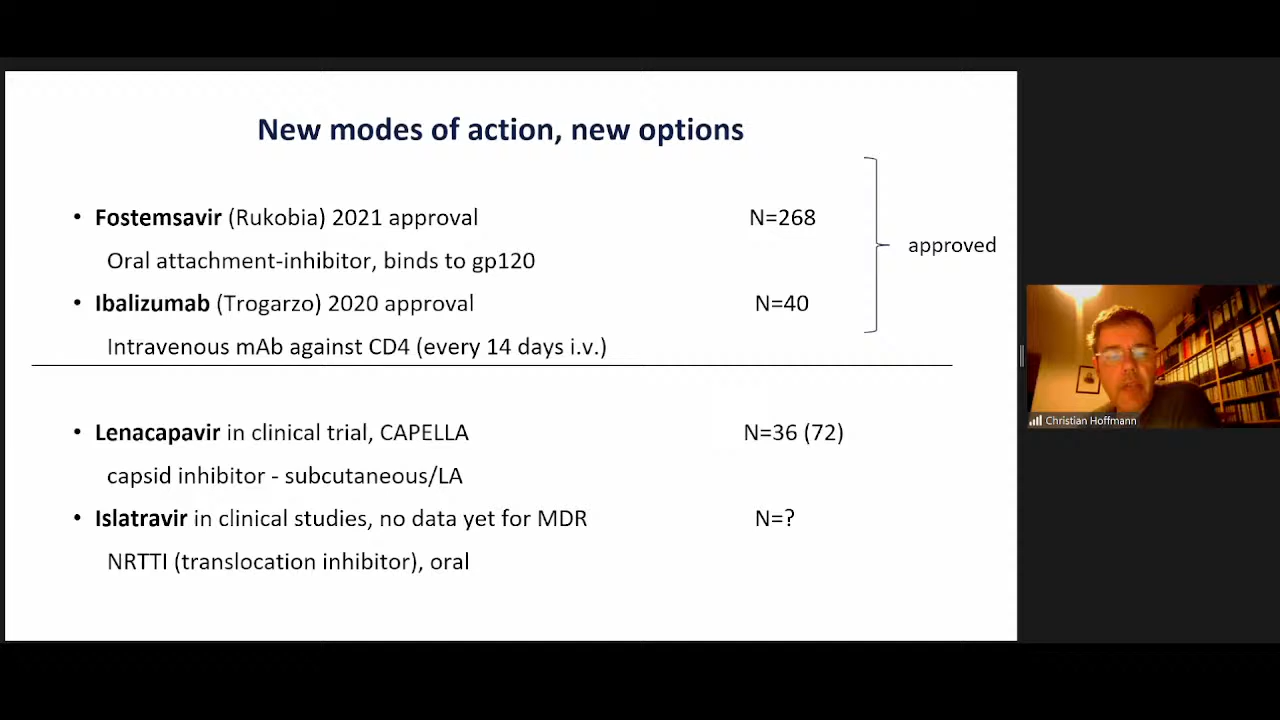 New modes of action, new options
• Fostemsavir (Rukobia) 2021 approval N=268
Oral attachment-inhibitor, binds to gp120
approved
• Ibalizumab (Trogarzo) 2020 approval N=40
Intravenous mAb against CD4 (every 14 days i.v.)
• Lenacapavir in clinical trial, CAPELLA N=36 (72)
capsid inhibitor - subcutaneous/LA
• Islatravir in clinical studies, no data yet for MDR N=?
NRTTI (translocation inhibitor), oral
Christian Hoffmann